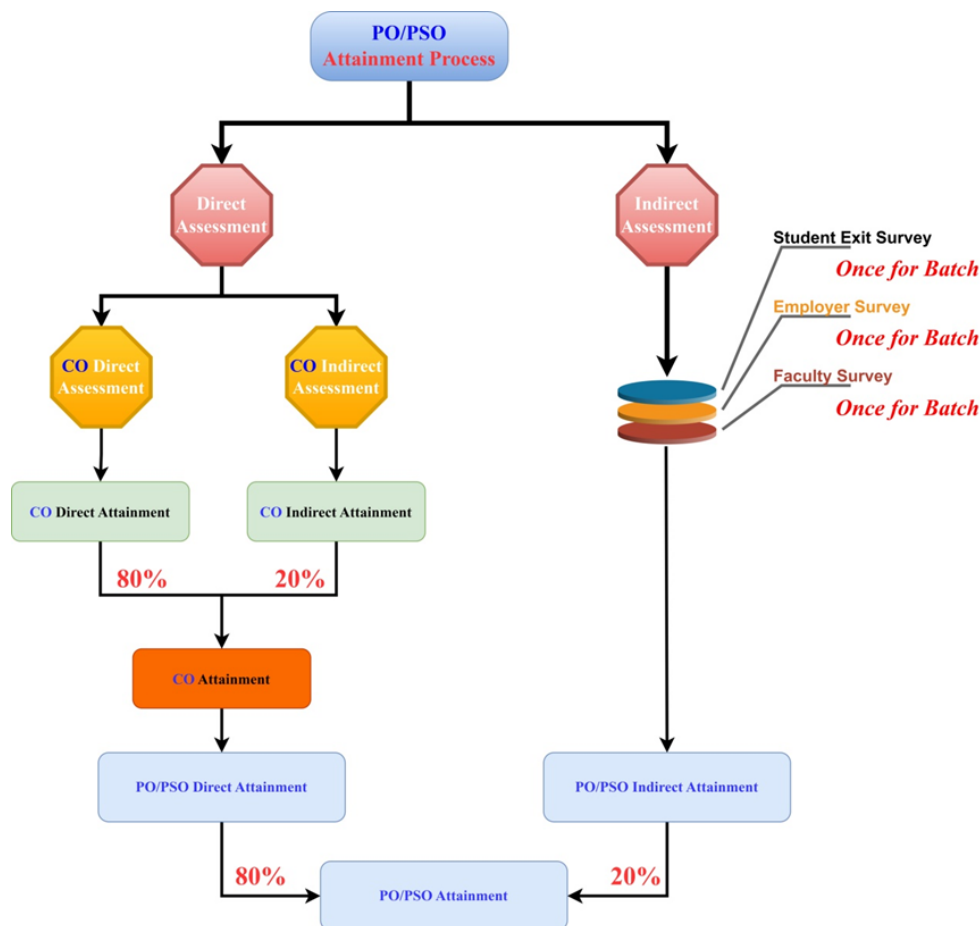 PO/PSO
Attainment Process
Direct
Assessment
Indirect
Assessment
Student Exit Survey
Once for Batch
Employer Survey
Once for Batch
Faculty Survey
Once for Batch
CO Direct
Assessment
CO Indirect
Assessment
CO Direct Attainment
CO Indirect Attainment
80%
20%
CO Attainment
PO/PSO Direct Attainment
PO/PSO Indirect Attainment
80%
20%
PO/PSO Attainment